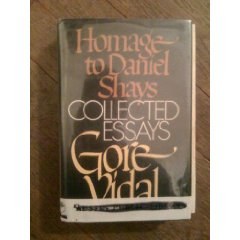 Homage
to Daniel
Shays
COLLECTED
ESSAYS
Gore
Vidal